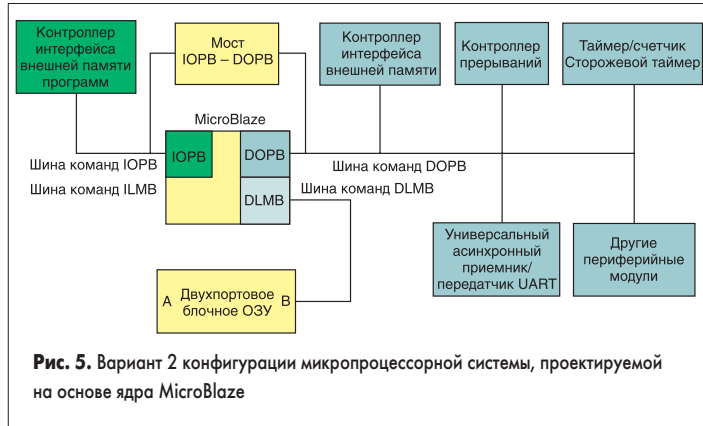 Контроллер
интерфейса
внешней памяти
программ
Мост
IOPB – DOPB
Контроллер
интерфейса
внешней памяти
Контроллер
прерываний
Таймер/счетчик
Сторожевой таймер
MicroBlaze
IOPB
DOPB
DLMB
Шина команд IOPB
Шина команд ILMB
Шина команд DOPB
Шина команд DLMB
A Двухпортовое B
блочное ОЗУ
Универсальный
асинхронный
приемник/
передатчик UART
Другие
периферийные
модули
Рис. 5. Вариант 2 конфигурации микропроцессорной системы, проектируемой
на основе ядра MicroBlaze